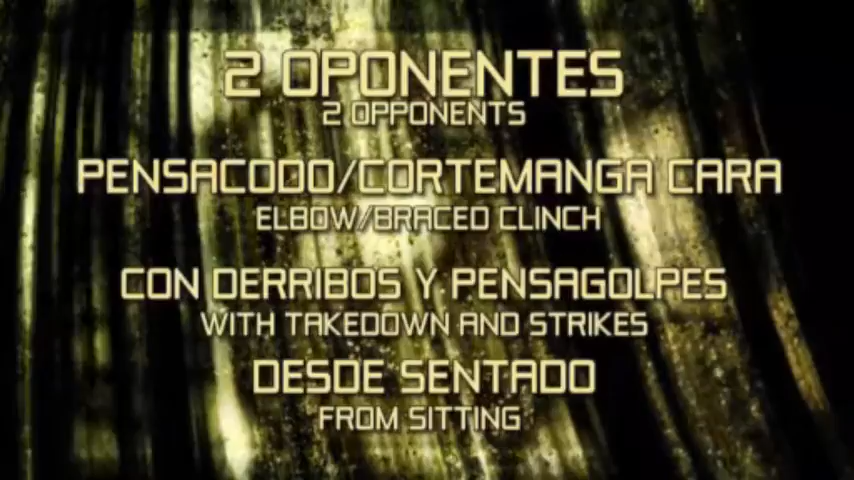 2 OPONENTES
2 OPPONENTS
PENSACODO/CORTEMANGA CARA
ELBOW/BRACED CLINCH
CON DERRIBOS Y PENSAGOLPES
WITH TAKEDOWN AND STRIKES
DESDE SENTADO
FROM SITTING